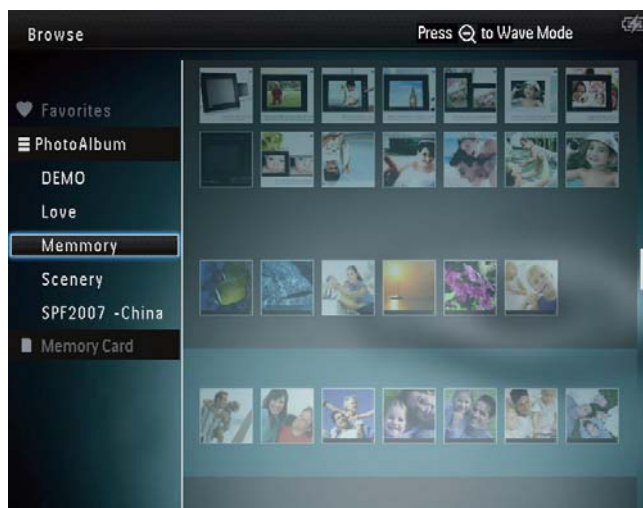 Browse
Press to Wave Mode
Favorites
PhotoAlbum
DEMO
Love
Memmory
Scenery
SPF2007 -China
Memory Card